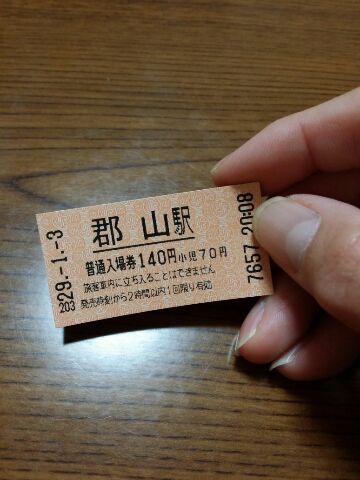 郡山駅
普通入場券140円小児70円
旅客車内に立ち入ることはできません
発売時刻から2時間以内1回限り有効
29.-1.-3
203
7657 20:08